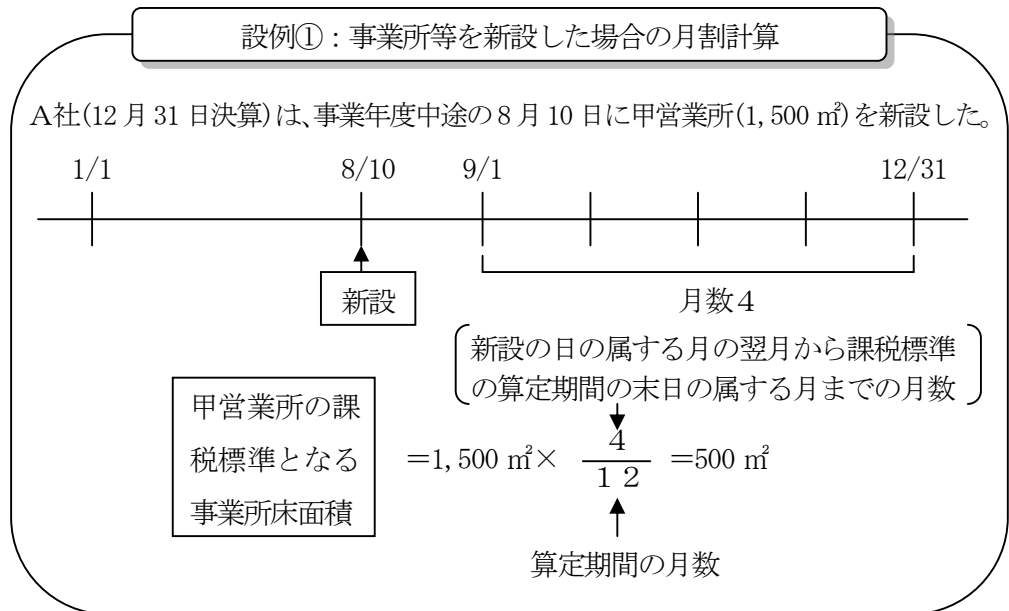 設例①：事業所等を新設した場合の月割計算
A社(12月31日決算)は、事業年度中途の8月10日に甲営業所(1,500 ㎡)を新設した。
1/1 8/10 9/1 12/31
新設
月数4
新設の日の属する月の翌月から課税標準
の算定期間の末日の属する月までの月数
甲営業所の課
税標準となる
事業所床面積
＝1,500 ㎡× 4/12 ＝500 ㎡
算定期間の月数